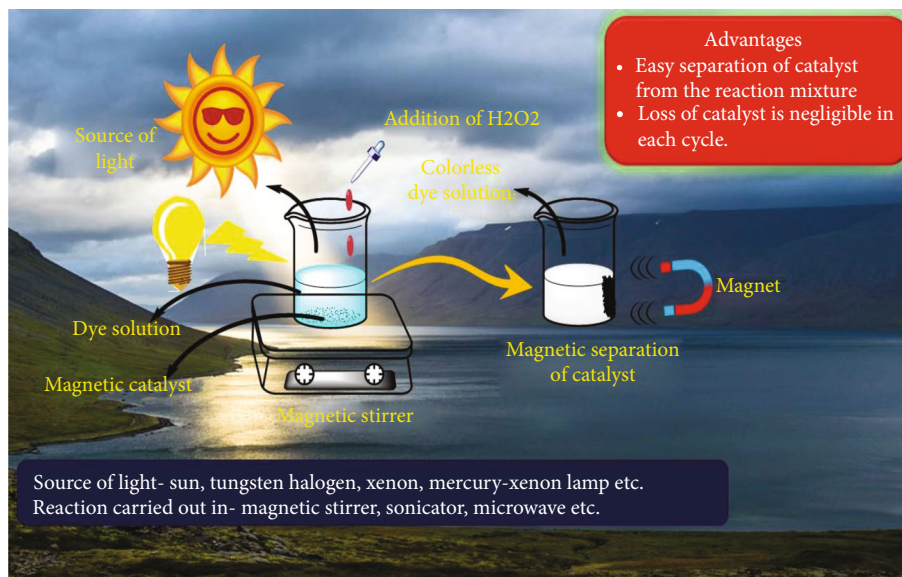 Advantages
• Easy separation of catalyst
from the reaction mixture
• Loss of catalyst is negligible in
each cycle.
Source of
light
Addition of H2O2
Colorless
dye solution
Dye solution
Magnetic catalyst
Magnetic stirrer
Magnet
Magnetic separation
of catalyst
Source of light- sun, tungsten halogen, xenon, mercury-xenon lamp etc.
Reaction carried out in- magnetic stirrer, sonicator, microwave etc.